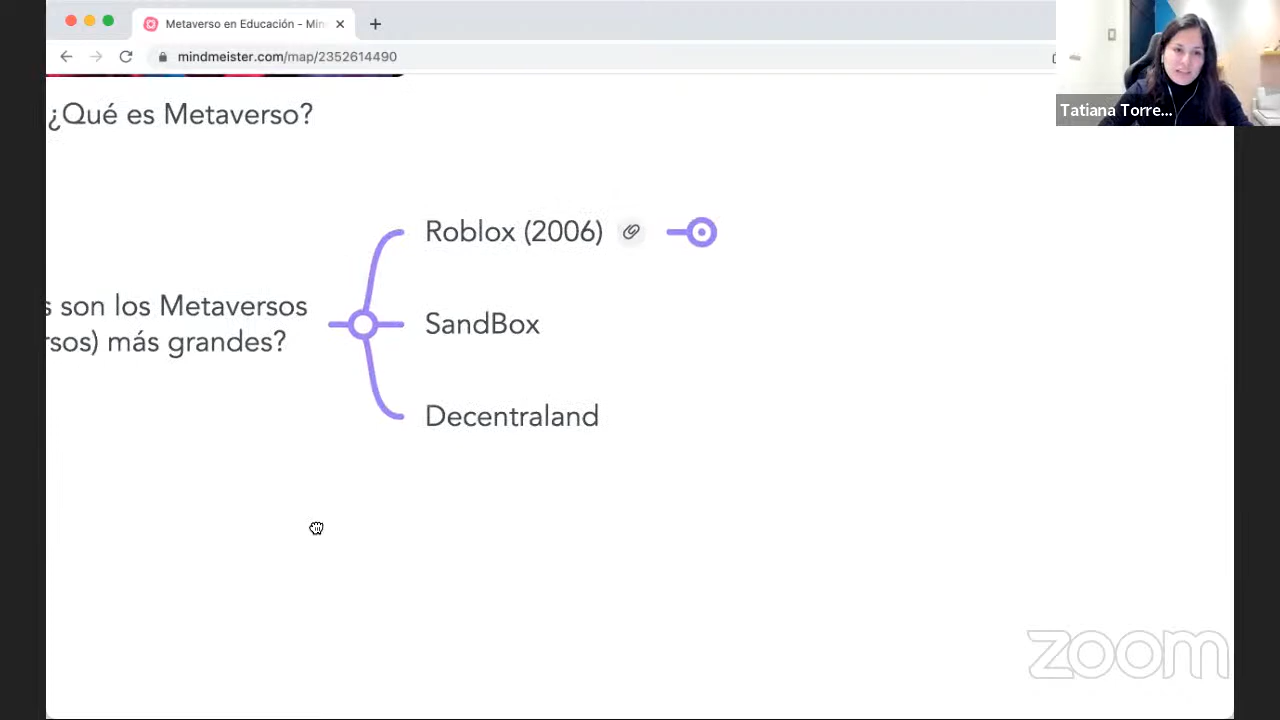 Metaverso en Educación - Min
mindmeister.com/map/2352614490
Tatiana Torre...
¿Qué es Metaverso?
Roblox (2006)
s son los Metaversos
rsos) más grandes?
SandBox
Decentraland
zoom